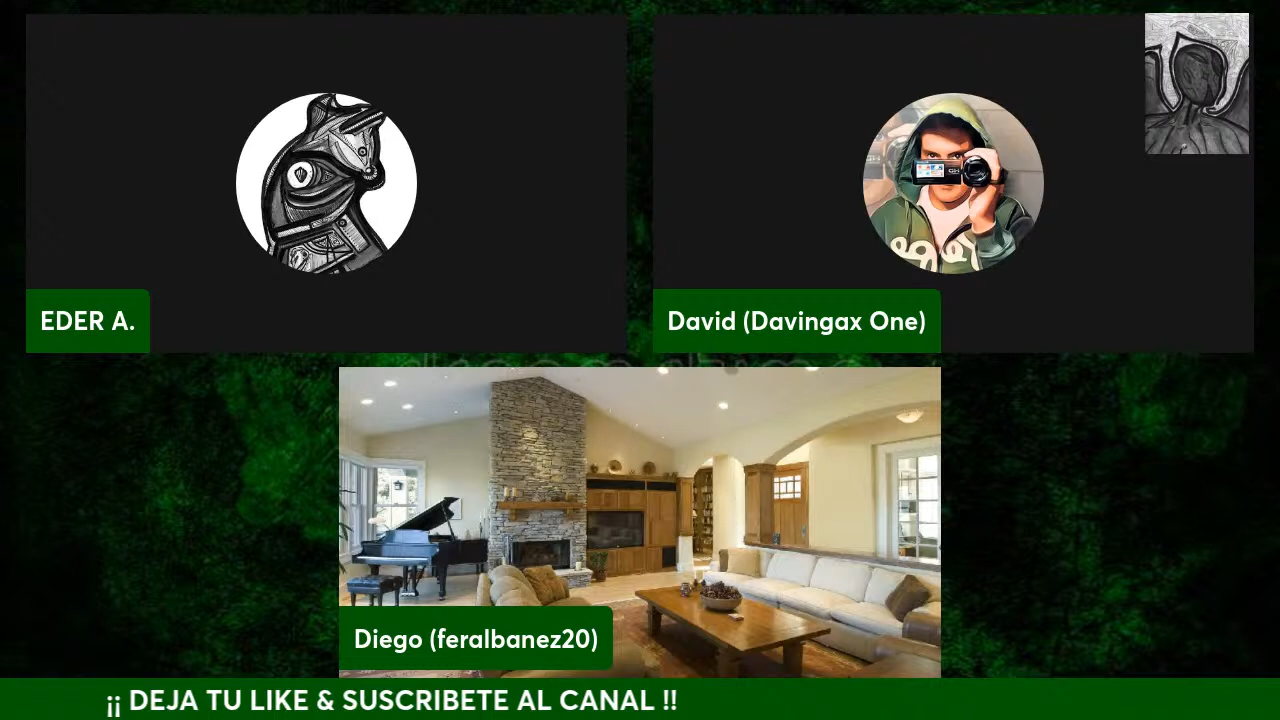 EDER A.
David (Davingax One)
Diego (feralbanez20)
¡¡ DEJA TU LIKE & SUSCRIBETE AL CANAL !!